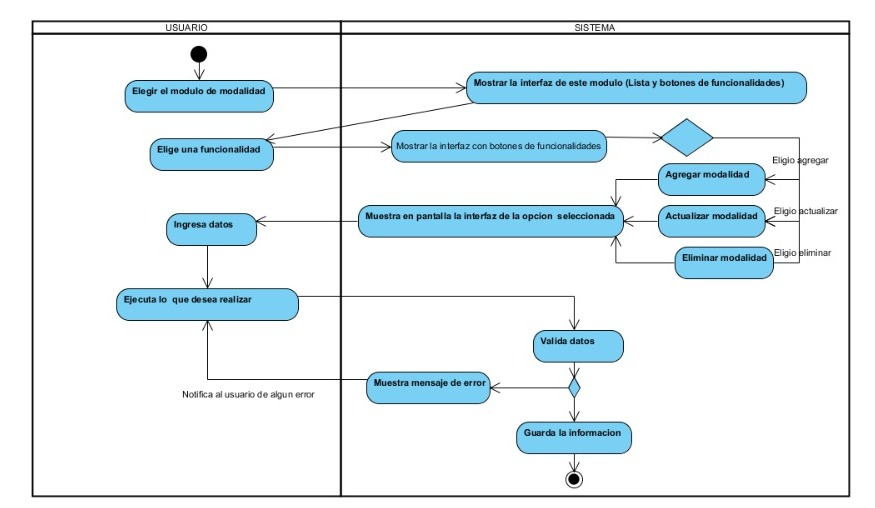 USUARIO
SISTEMA
Elegir el modulo de modalidad
Mostrar la interfaz de este modulo (Lista y botones de funcionalidades)
Elige una funcionalidad
Mostrar la interfaz con botones de funcionalidades
Eligio agregar
Agregar modalidad
Muestra en pantalla la interfaz de la opcion seleccionada
Actualizar modalidad
Eligio actualizar
Ingresa datos
Eliminar modalidad
Eligio eliminar
Ejecuta lo que desea realizar
Valida datos
Muestra mensaje de error
Notifica al usuario de algun error
Guarda la informacion